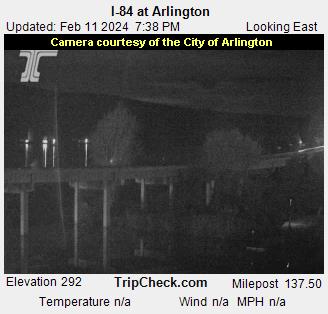 I-84 at Arlington
Updated: Feb 11 2024 7:38 PM Looking East
Camera courtesy of the City of Arlington
Elevation 292 TripCheck.com Milepost 137.50
Temperature n/a Wind n/a MPH n/a